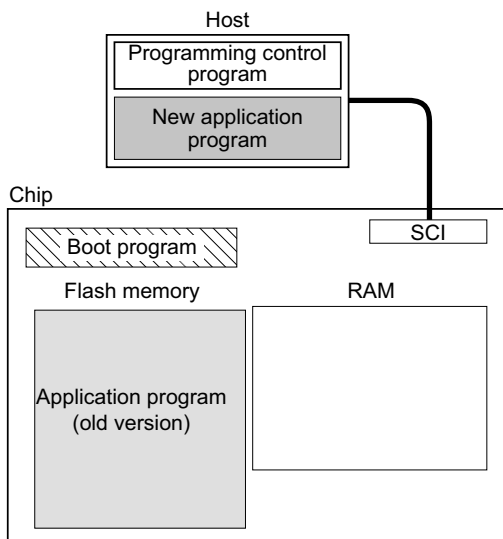 Host
Programming control
program
New application
program
Chip
SCI
Boot program
Flash memory
RAM
Application program
(old version)